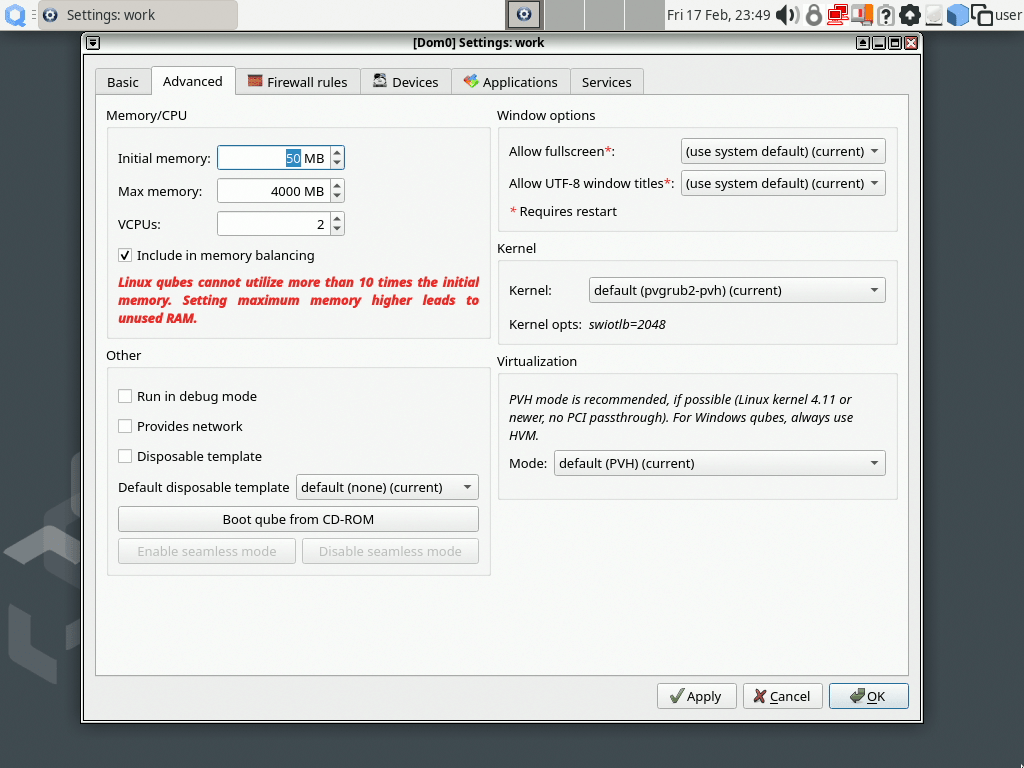 Settings: work
Fri 17 Feb, 23:49
user
[Dom0] Settings: work
Basic
Advanced
Firewall rules
Devices
Applications
Services
Memory/CPU
Initial memory:
50 MB
Max memory:
4000 MB
VCPUs:
2
Include in memory balancing
Linux qubes cannot utilize more than 10 times the initial
memory. Setting maximum memory higher leads to
unused RAM.
Other
Run in debug mode
Provides network
Disposable template
Default disposable template
default (none) (current)
Boot qube from CD-ROM
Enable seamless mode
Disable seamless mode
Window options
Allow fullscreen*:
(use system default) (current)
Allow UTF-8 window titles*:
(use system default) (current)
* Requires restart
Kernel
Kernel:
default (pvgrub2-pvh) (current)
Kernel opts: swiotlb=2048
Virtualization
PVH mode is recommended, if possible (Linux kernel 4.11 or
newer, no PCI passthrough). For Windows qubes, always use
HVM.
Mode:
default (PVH) (current)
Apply
Cancel
OK